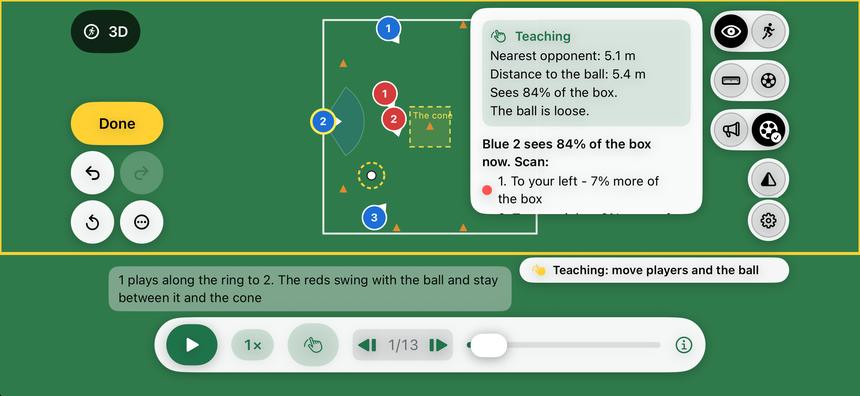 3D
Done
1
2
1
2
3
The cone
Teaching
Nearest opponent: 5.1 m
Distance to the ball: 5.4 m
Sees 84% of the box.
The ball is loose.
Blue 2 sees 84% of the box
now. Scan:
1. To your left - 7% more of
the box
Teaching: move players and the ball
1 plays along the ring to 2. The reds swing with the ball and stay
between it and the cone
1×
1/13